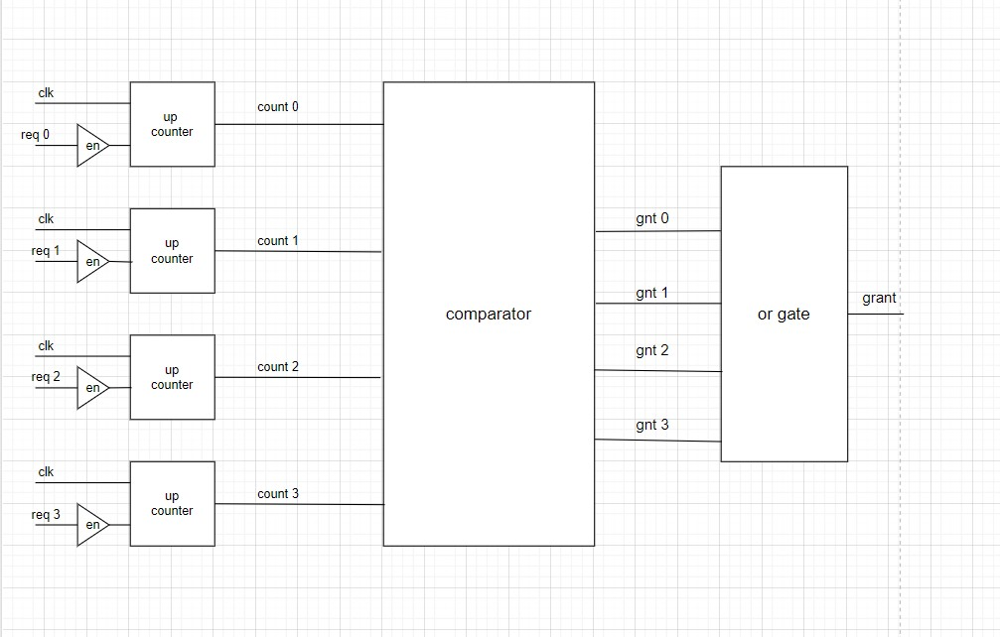 clk
req 0
en
up
counter
count 0
clk
req 1
en
up
counter
count 1
clk
req 2
en
up
counter
count 2
clk
req 3
en
up
counter
count 3
comparator
gnt 0
gnt 1
gnt 2
gnt 3
or gate
grant